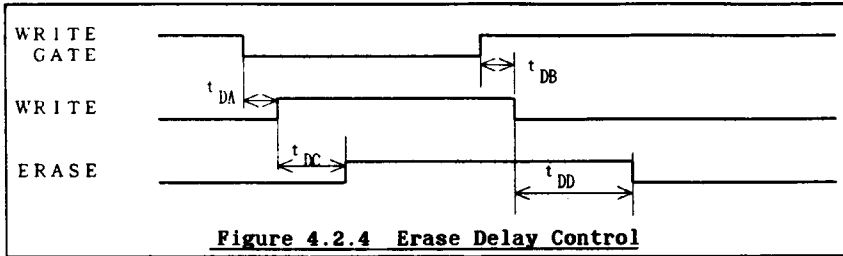 WRITE
GATE
t DB
t DA
WRITE
t DC
ERASE
t DD
Figure 4.2.4 Erase Delay Control